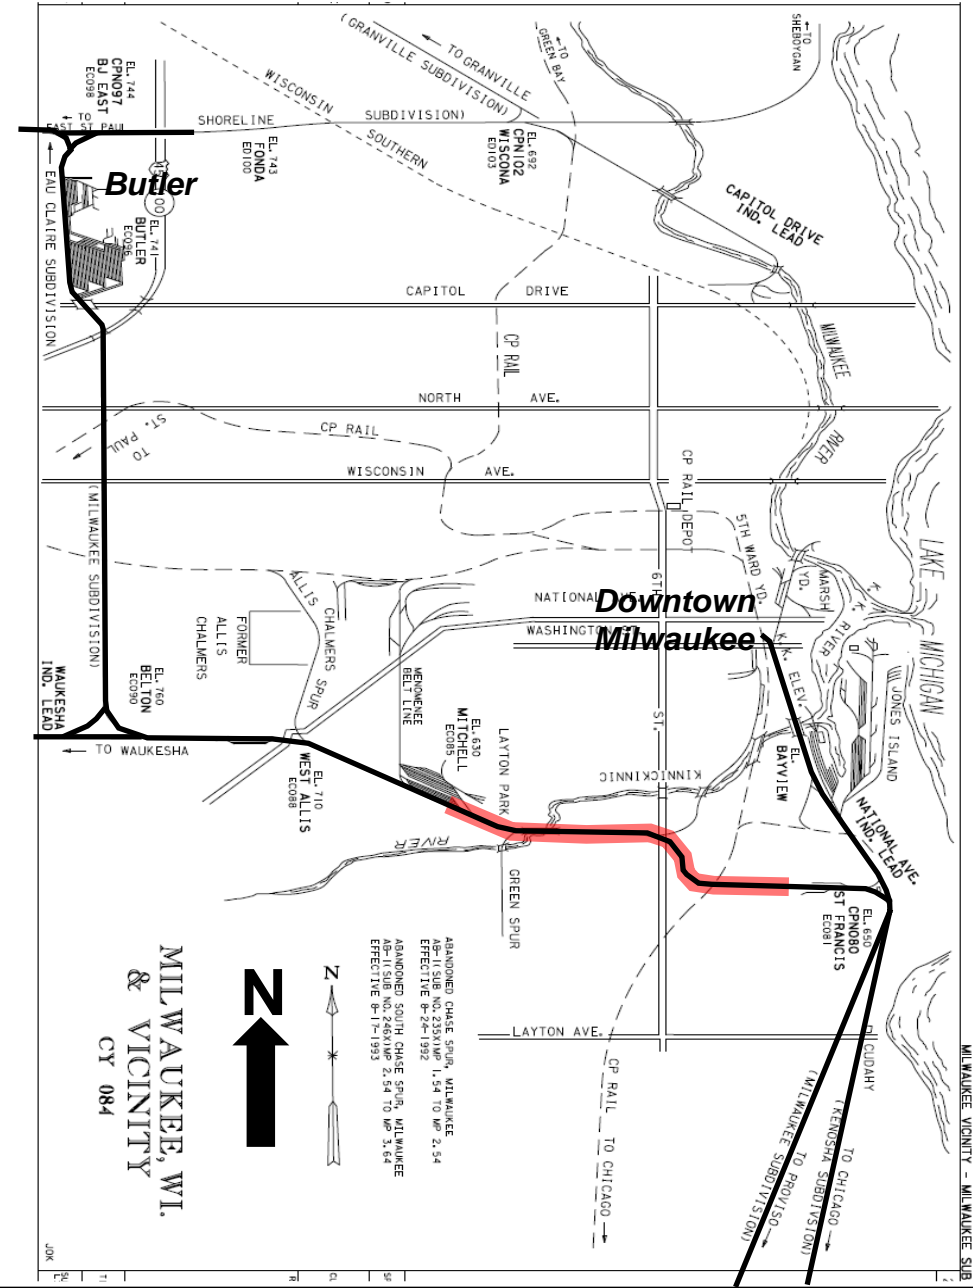 MILWAUKEE VICINITY - MILWAUKEE SUB
← TO
SHEBOYGAN
← TO
GREEN BAY
← TO GRANVILLE
(GRANVILLE SUBDIVISION)
WISCONSIN
SOUTHERN
SHORELINE
SUBDIVISION)
EL. 744
CPN097
BJ EAST
EC098
← TO
EAST ST PAUL
EL. 743
FONDA
ED100
EL. 692
CPN102
WISCONA
ED103
CAPITOL DRIVE
IND. LEAD
Butler
EL. 741
BUTLER
EC096
← EAU CLAIRE SUBDIVISION
CAPITOL DRIVE
MILWAUKEE
RIVER
CP RAIL
NORTH AVE.
CP RAIL
TO
ST. PAUL
WISCONSIN AVE.
CP RAIL DEPOT
5TH WARD YD.
MARSH
YD.
K. K.
RIVER
LAKE MICHIGAN
(MILWAUKEE SUBDIVISION)
6TH
ST.
NATIONAL AVE.
WASHINGTON ST.
Downtown
Milwaukee
K.K. ELEV.
JONES ISLAND
EL.
BAYVIEW
ALLIS
CHALMERS
SPUR
FORMER
ALLIS
CHALMERS
EL. 760
BELTON
EC090
WAUKESHA
IND. LEAD
← TO WAUKESHA
MENOMENEE
BELT LINE
EL. 630
MITCHELL
EC085
LAYTON PARK
EL. 710
WEST ALLIS
EC088
KINNICKINNIC
RIVER
GREEN SPUR
NATIONAL AVE.
IND. LEAD
EL. 650
CPN080
ST FRANCIS
EC081
LAYTON AVE.
CUDAHY
CP RAIL TO CHICAGO →
TO CHICAGO →
(KENOSHA SUBDIVSION)
TO PROVISO →
(MILWAUKEE SUBDIVISION)
ABANDONED CHASE SPUR, MILWAUKEE
AB-1(SUB NO. 235X)MP 1.54 TO MP 2.54
EFFECTIVE 8-24-1992
ABANDONED SOUTH CHASE SPUR, MILWAUKEE
AB-1(SUB NO. 246X)MP 2.54 TO MP 3.64
EFFECTIVE 8-17-1993
N
N
MILWAUKEE, WI.
& VICINITY
CY 084
JOK